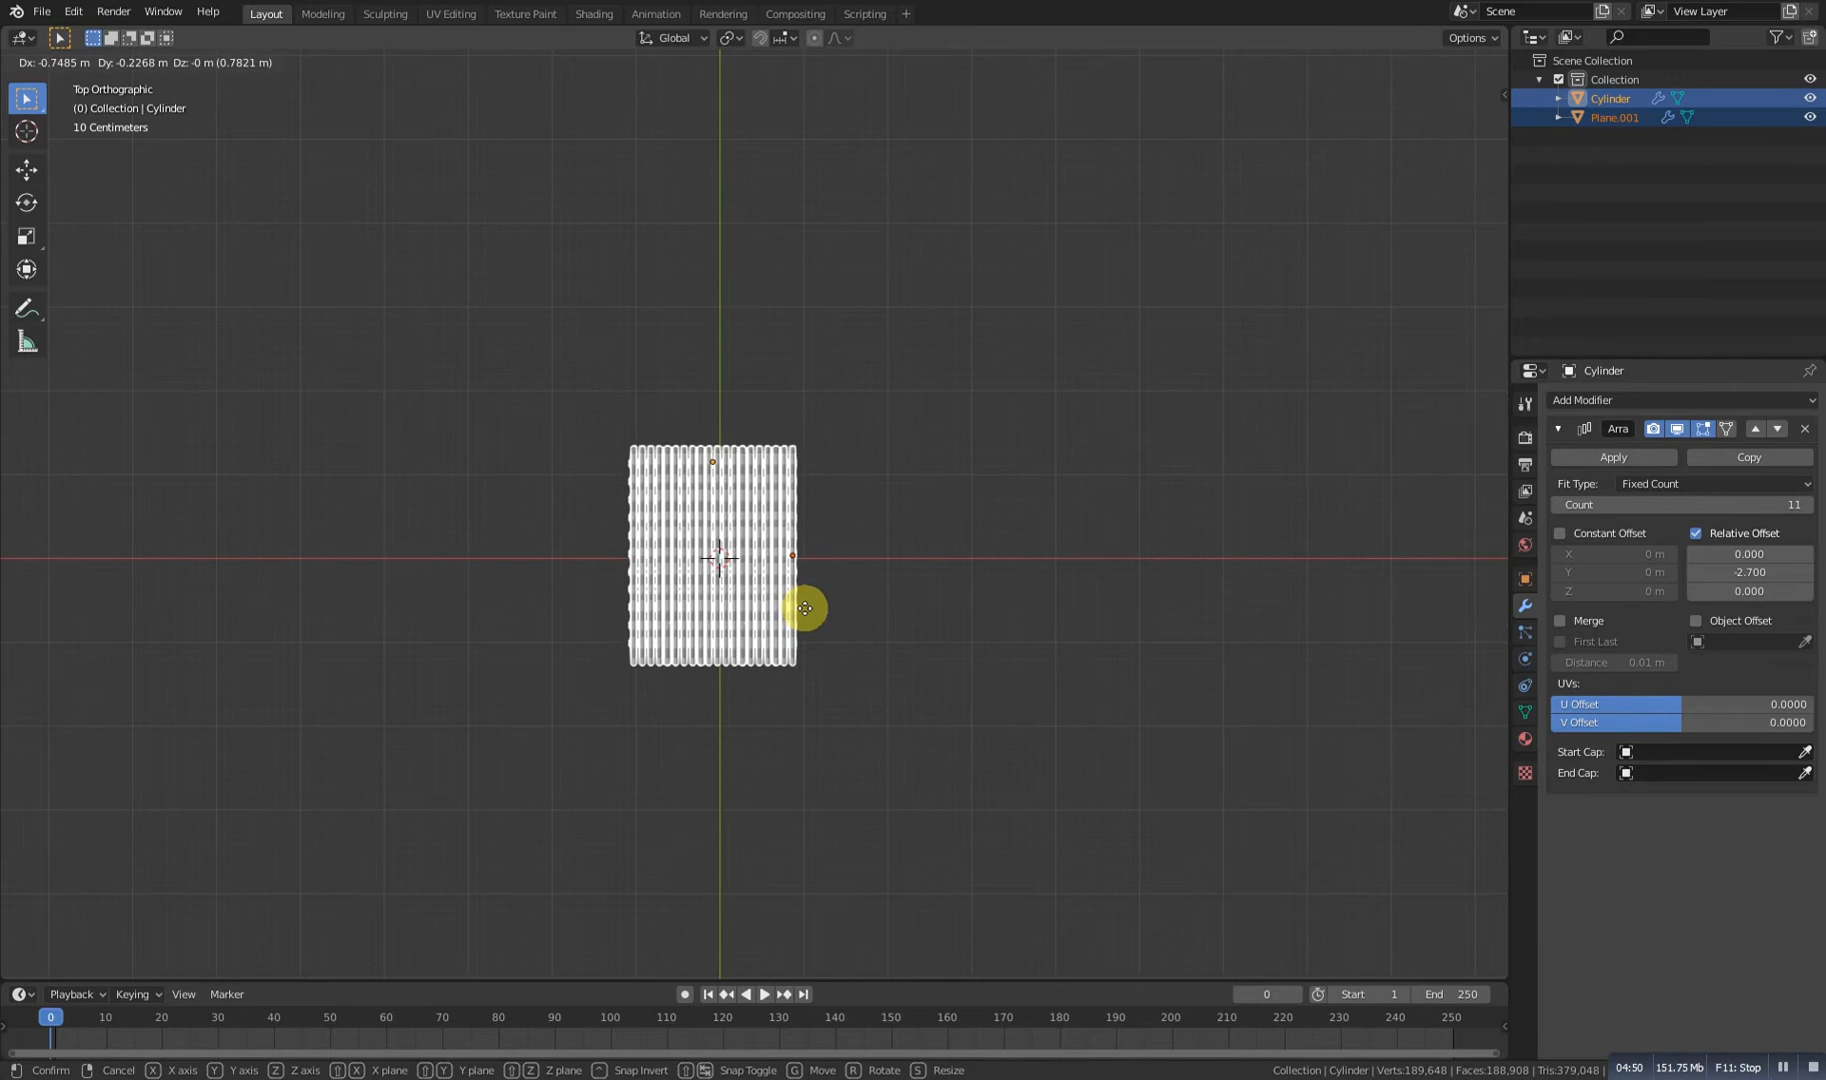 File Edit Render Window Help Layout Modeling Sculpting UV Editing Texture Paint Shading Animation Rendering Compositing Scripting + Scene View Layer
Global Options
Dx: -0.7485 m Dy: -0.2268 m Dz: -0 m (0.7821 m)
Top Orthographic
(0) Collection | Cylinder
10 Centimeters
Scene Collection
Collection
Cylinder
Plane.001
Cylinder
Add Modifier
Arra
Apply Copy
Fit Type: Fixed Count
Count 11
Constant Offset Relative Offset
X 0 m 0.000
Y 0 m -2.700
Z 0 m 0.000
Merge Object Offset
First Last
Distance 0.01 m
UVs:
U Offset 0.0000
V Offset 0.0000
Start Cap:
End Cap:
Playback Keying View Marker 0 Start 1 End 250
0 10 20 30 40 50 60 70 80 90 100 110 120 130 140 150 160 170 180 190 200 210 220 230 240 250
Confirm Cancel X X axis Y Y axis Z Z axis X X plane Y Y plane Z Z plane Snap Invert Snap Toggle G Move R Rotate S Resize Collection | Cylinder | Verts:189,648 | Faces:188,908 | Tris:379,048 | 04:50 151.75 Mb F11: Stop